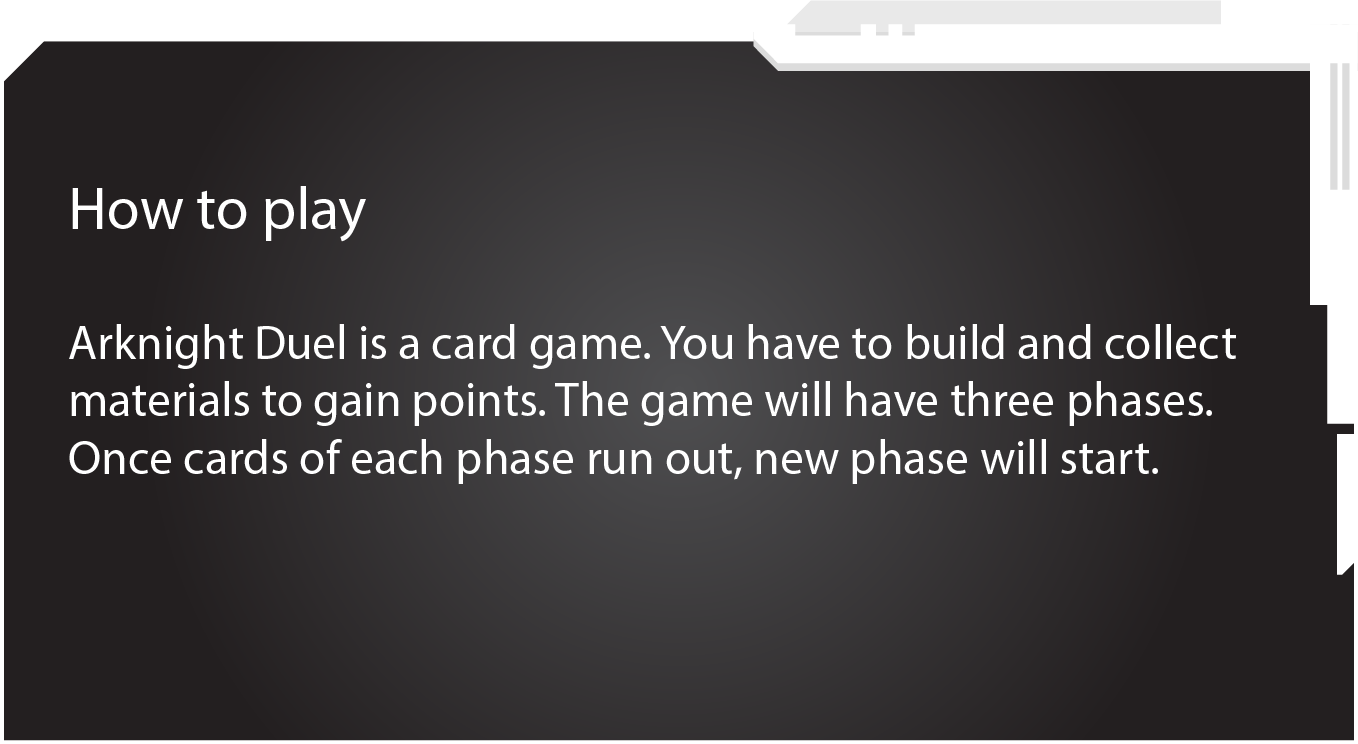 How to play
Arknight Duel is a card game. You have to build and collect
materials to gain points. The game will have three phases.
Once cards of each phase run out, new phase will start.